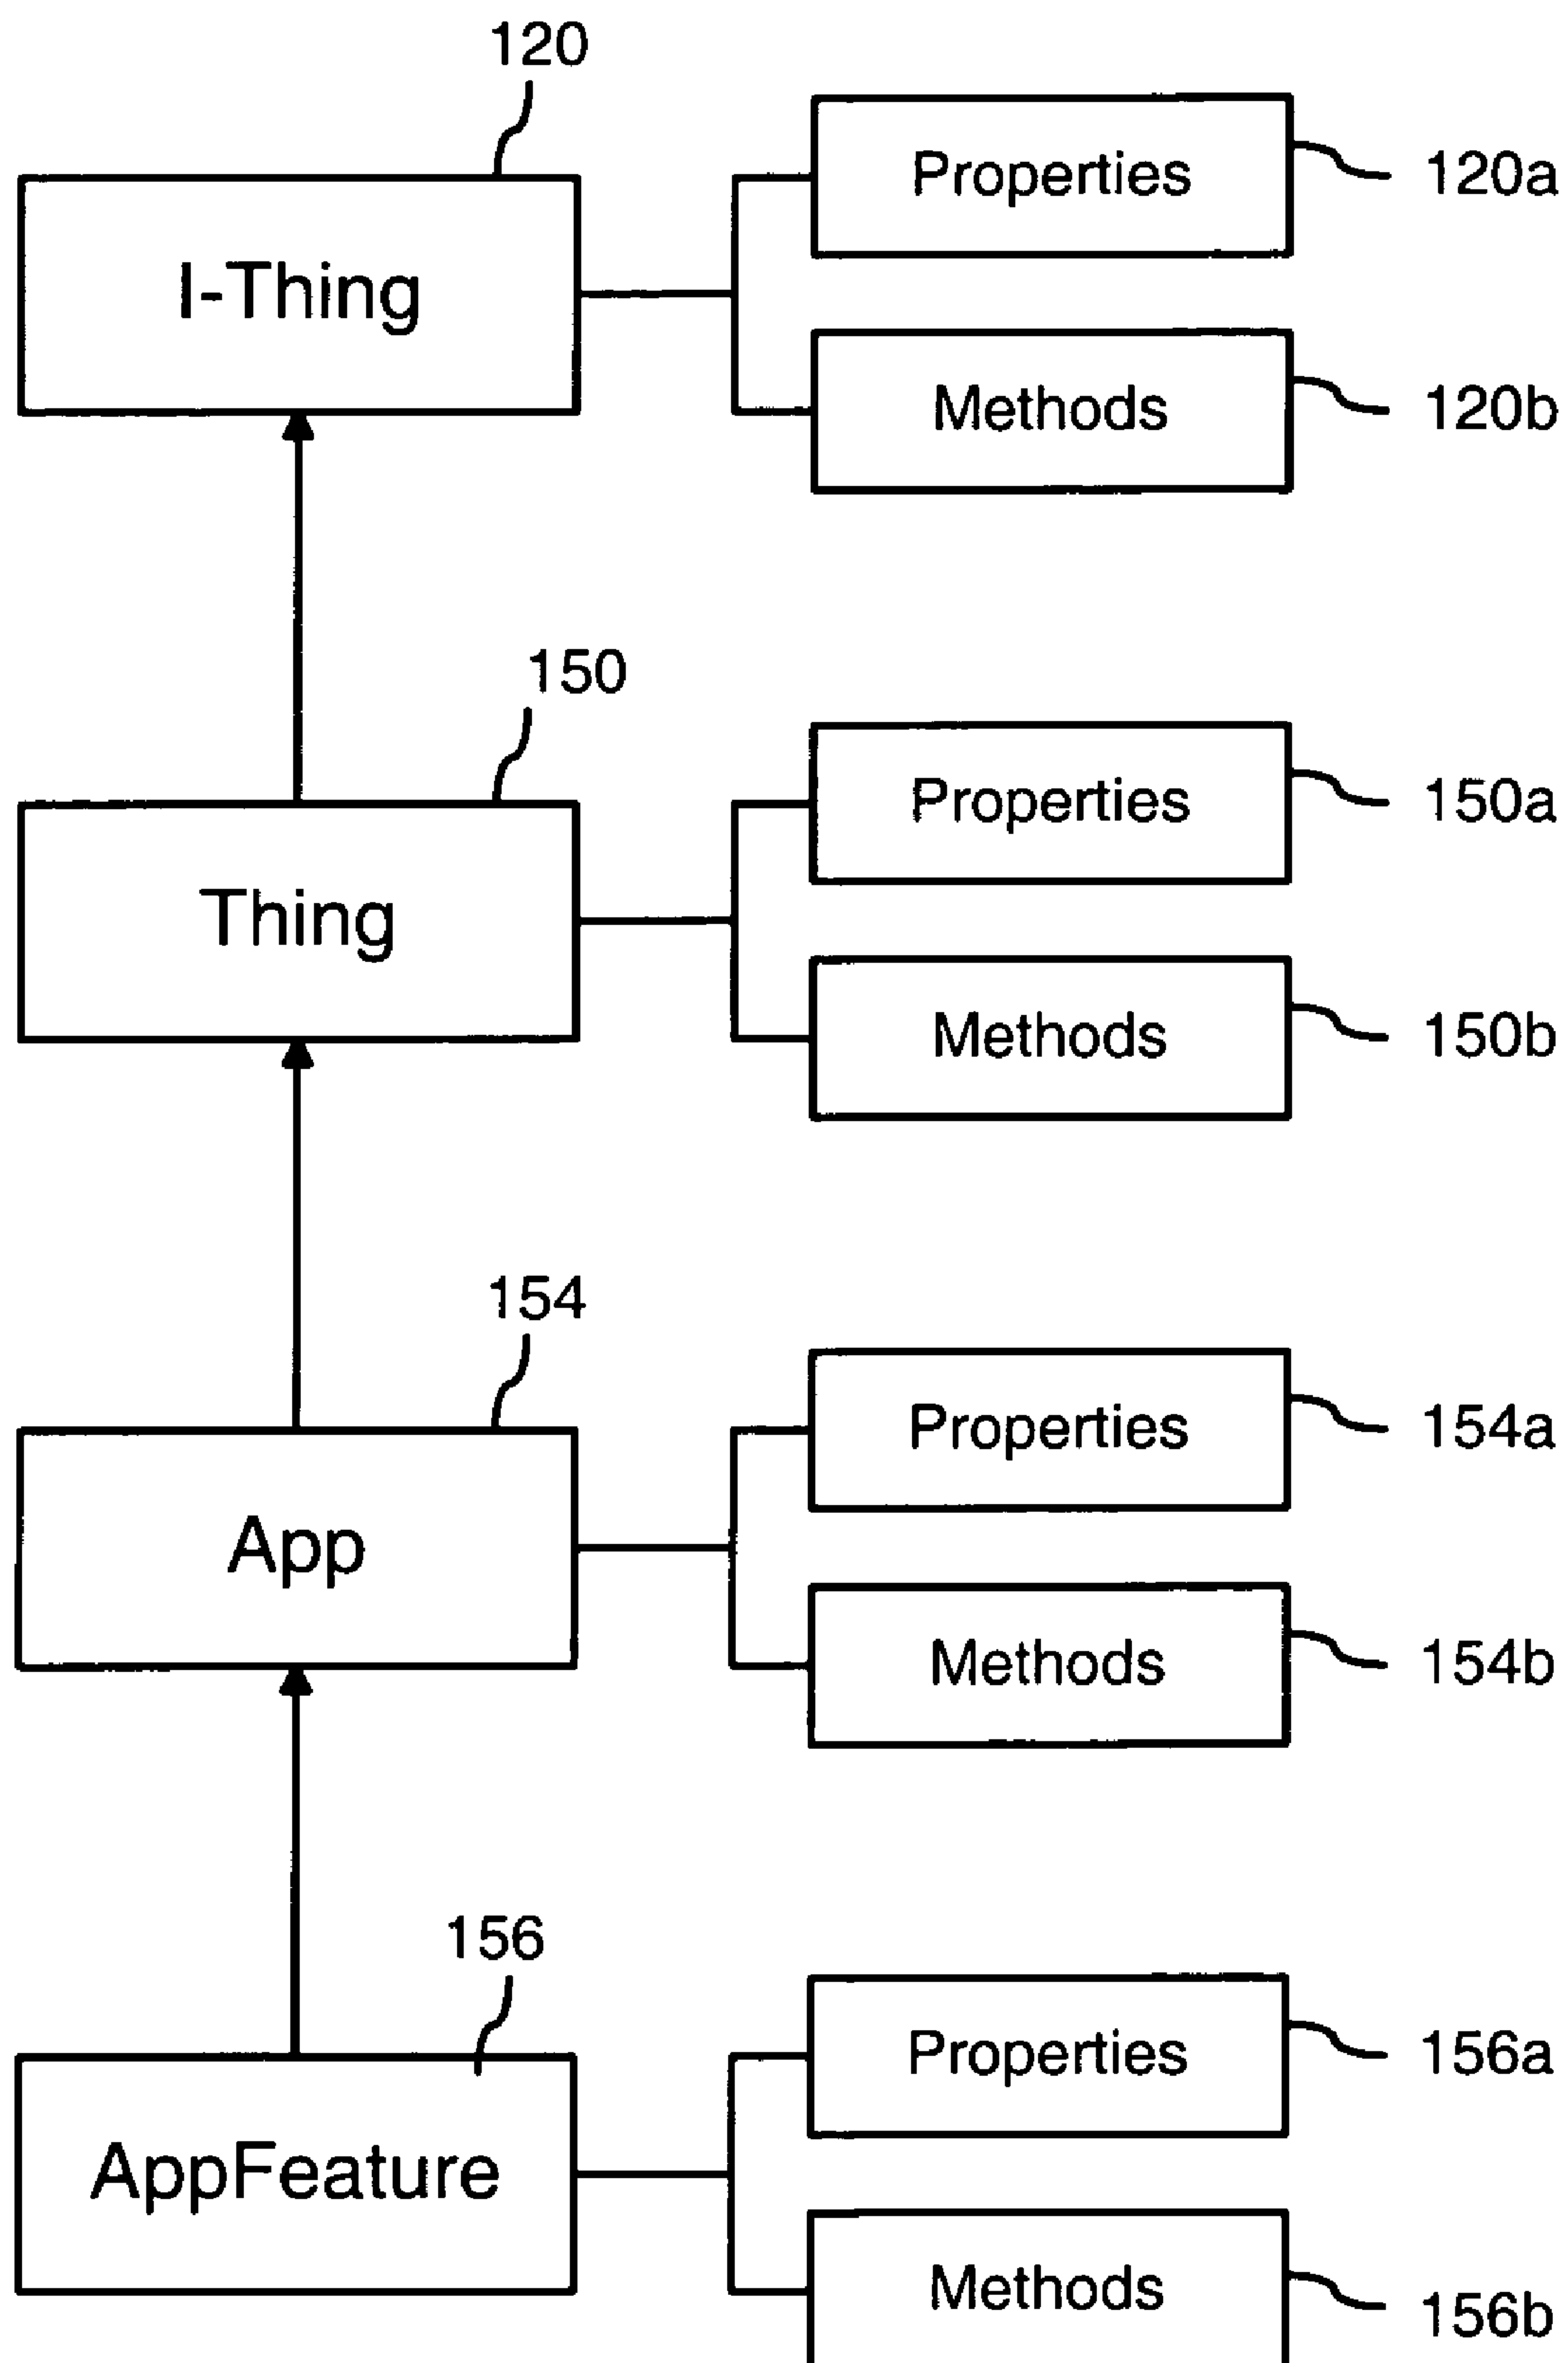 120
Properties
120a
I-Thing
Methods
120b
150
Properties
150a
Thing
Methods
150b
154
Properties
154a
App
Methods
154b
156
Properties
156a
AppFeature
Methods
156b